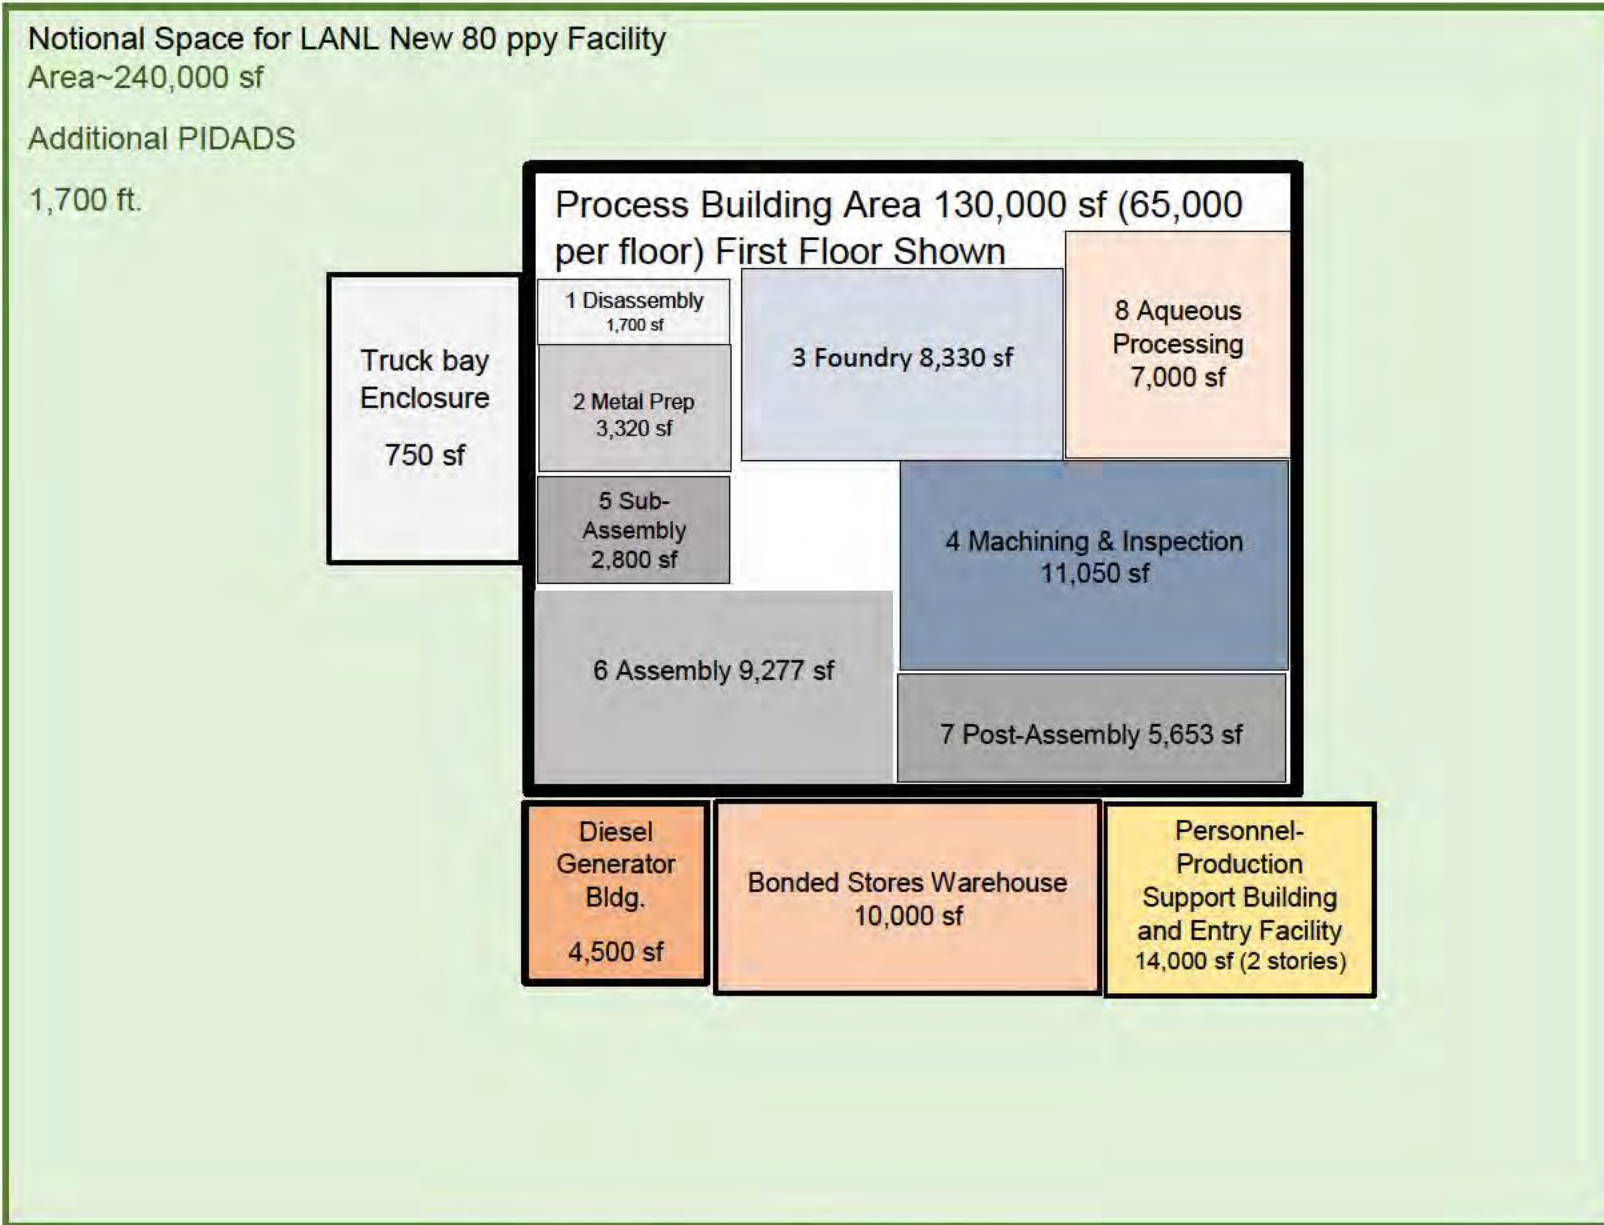 Notional Space for LANL New 80 ppy Facility
Area~240,000 sf
Additional PIDADS
1,700 ft.
Process Building Area 130,000 sf (65,000
per floor) First Floor Shown
Truck bay
Enclosure
750 sf
1 Disassembly
1,700 sf
2 Metal Prep
3,320 sf
3 Foundry 8,330 sf
8 Aqueous
Processing
7,000 sf
5 Sub-
Assembly
2,800 sf
4 Machining & Inspection
11,050 sf
6 Assembly 9,277 sf
7 Post-Assembly 5,653 sf
Diesel
Generator
Bldg.
4,500 sf
Bonded Stores Warehouse
10,000 sf
Personnel-
Production
Support Building
and Entry Facility
14,000 sf (2 stories)